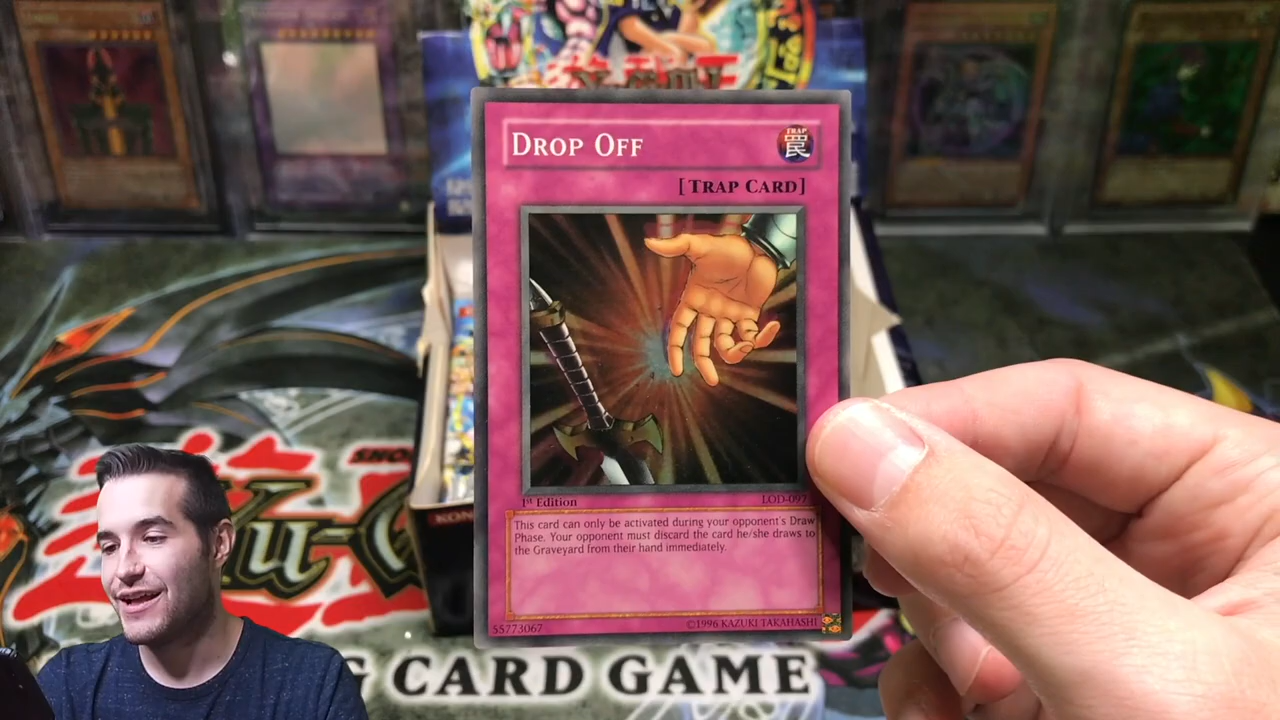 DROP OFF
TRAP
罠
[TRAP CARD]
1st Edition
LOD-097
This card can only be activated during your opponent's Draw
Phase. Your opponent must discard the card he/she draws to
the Graveyard from their hand immediately.
55773067
©1996 KAZUKI TAKAHASHI
CARD GAME